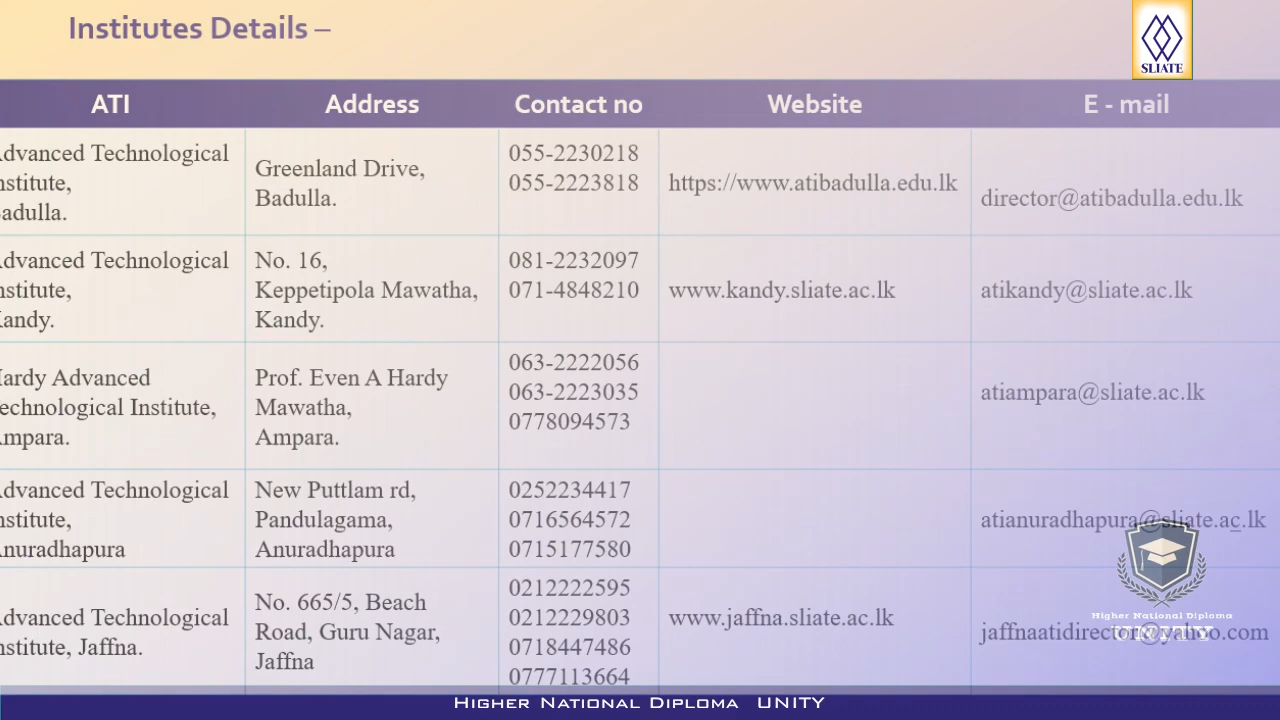 Institutes Details –
SLIATE
ATI Address Contact no Website E - mail
dvanced Technological
nstitute,
adulla.
Greenland Drive,
Badulla.
055-2230218
055-2223818
https://www.atibadulla.edu.lk
director@atibadulla.edu.lk
dvanced Technological
nstitute,
andy.
No. 16,
Keppetipola Mawatha,
Kandy.
081-2232097
071-4848210
www.kandy.sliate.ac.lk
atikandy@sliate.ac.lk
ardy Advanced
echnological Institute,
mpara.
Prof. Even A Hardy
Mawatha,
Ampara.
063-2222056
063-2223035
0778094573
atiampara@sliate.ac.lk
dvanced Technological
nstitute,
nuradhapura
New Puttlam rd,
Pandulagama,
Anuradhapura
0252234417
0716564572
0715177580
atianuradhapura@sliate.ac.lk
dvanced Technological
nstitute, Jaffna.
No. 665/5, Beach
Road, Guru Nagar,
Jaffna
0212222595
0212229803
0718447486
0777113664
www.jaffna.sliate.ac.lk
jaffnaatidirector@yahoo.com
Higher National Diploma
UNITY
Higher National Diploma UNITY